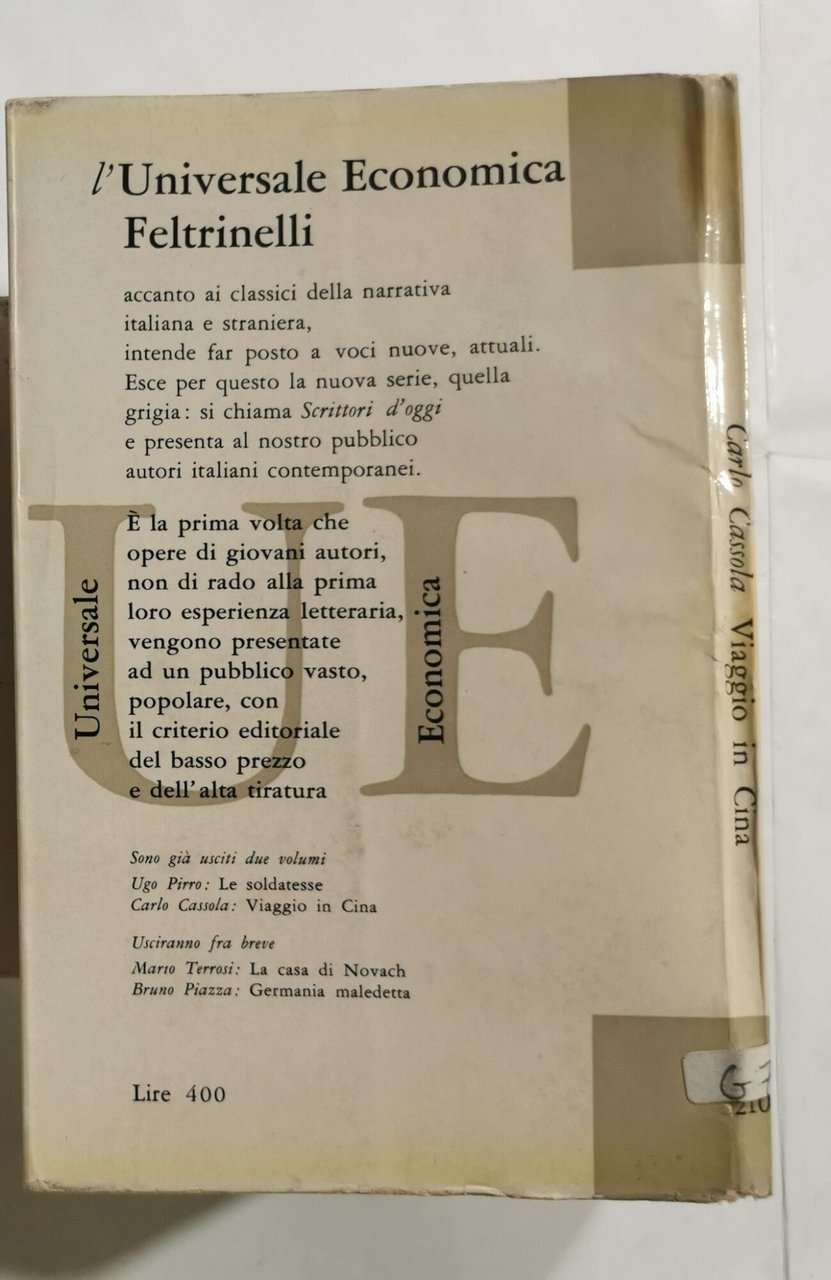 l'Universale Economica
Feltrinelli
accanto ai classici della narrativa
italiana e straniera,
intende far posto a voci nuove, attuali.
Esce per questo la nuova serie, quella
grigia: si chiama Scrittori d'oggi
e presenta al nostro pubblico
autori italiani contemporanei.
UE
Universale
Economica
È la prima volta che
opere di giovani autori,
non di rado alla prima
loro esperienza letteraria,
vengono presentate
ad un pubblico vasto,
popolare, con
il criterio editoriale
del basso prezzo
e dell'alta tiratura
Sono già usciti due volumi
Ugo Pirro: Le soldatesse
Carlo Cassola: Viaggio in Cina
Usciranno fra breve
Mario Terrosi: La casa di Novach
Bruno Piazza: Germania maledetta
Lire 400
Carlo Cassola Viaggio in Cina
G
210